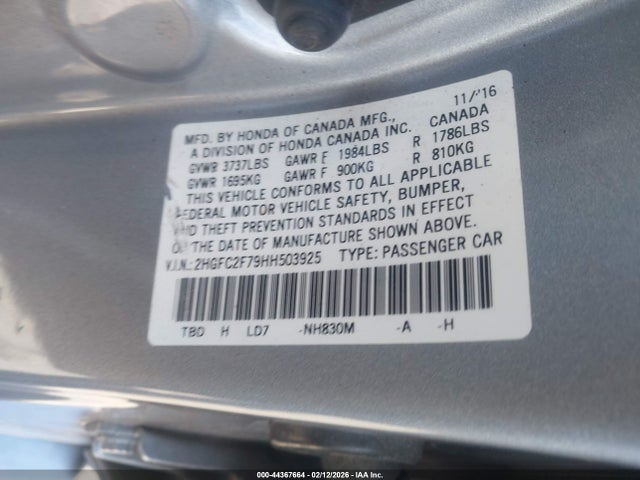 11/'16
MFD. BY HONDA OF CANADA MFG.,
A DIVISION OF HONDA CANADA INC. CANADA
GVWR 3737LBS GAWR F 1984LBS R 1786LBS
GVWR 1695KG GAWR F 900KG R 810KG
THIS VEHICLE CONFORMS TO ALL APPLICABLE
FEDERAL MOTOR VEHICLE SAFETY, BUMPER,
AND THEFT PREVENTION STANDARDS IN EFFECT
ON THE DATE OF MANUFACTURE SHOWN ABOVE.
V.I.N.: 2HGFC2F79HH503925 TYPE: PASSENGER CAR
TBD H LD7 -NH830M -A -H
000-44367664 - 02/12/2026 - IAA Inc.